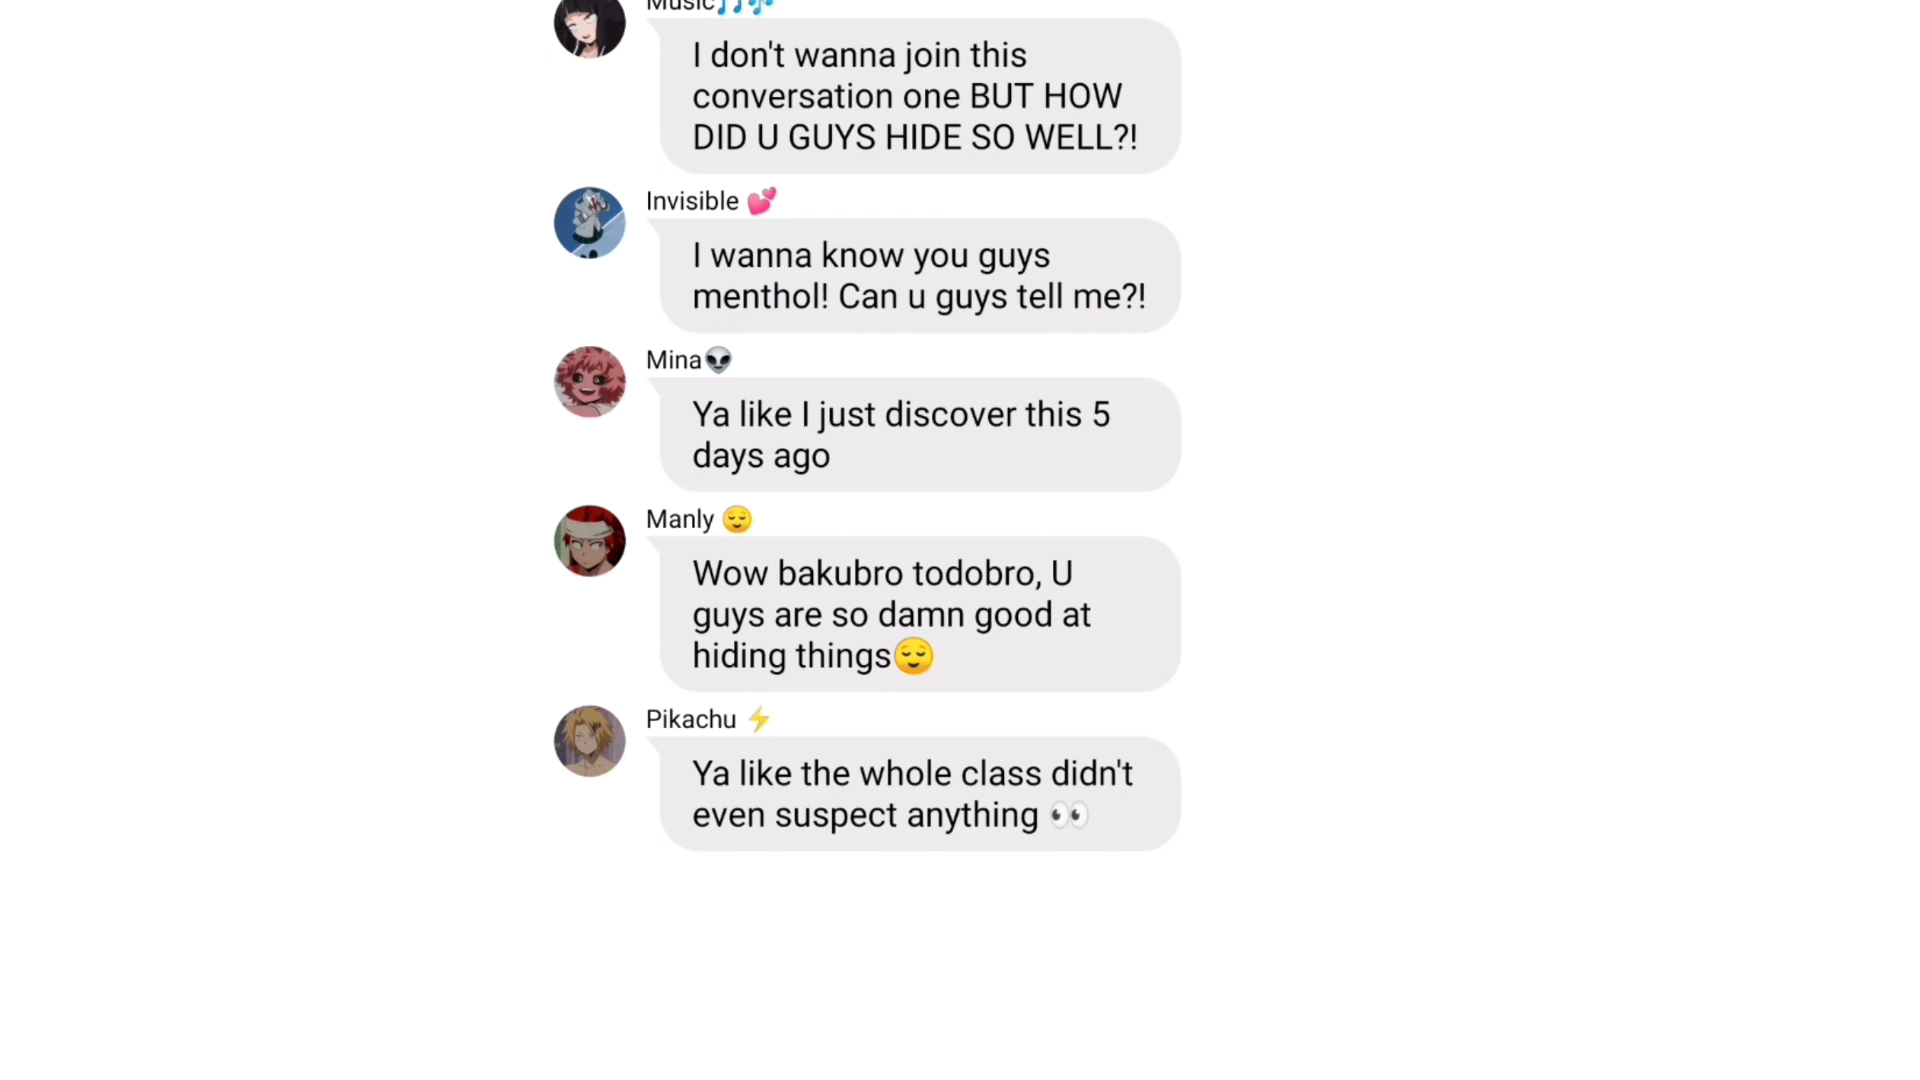 Music🎵🎶
I don't wanna join this
conversation one BUT HOW
DID U GUYS HIDE SO WELL?!
Invisible 💕
I wanna know you guys
menthol! Can u guys tell me?!
Mina👽
Ya like I just discover this 5
days ago
Manly 😌
Wow bakubro todobro, U
guys are so damn good at
hiding things😌
Pikachu ⚡
Ya like the whole class didn't
even suspect anything 👀